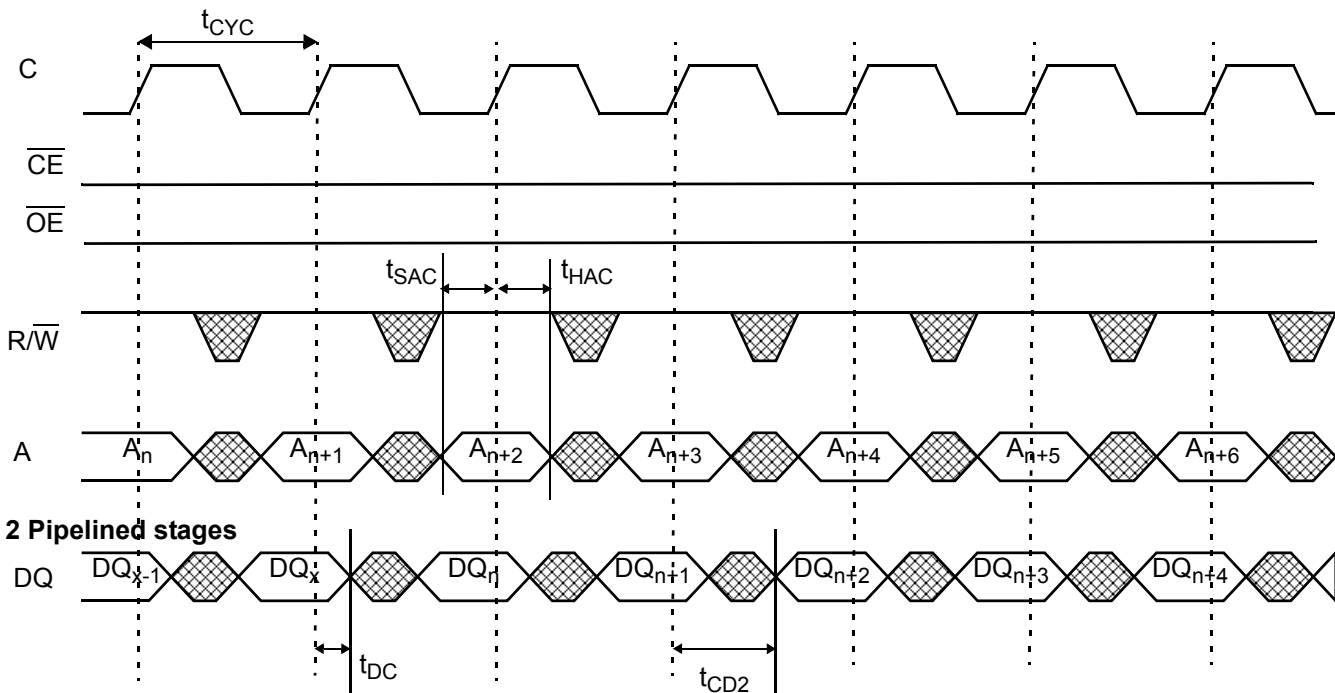 tCYC
C
CE
OE
tSAC tHAC
R/W
A An An+1 An+2 An+3 An+4 An+5 An+6
2 Pipelined stages
DQ DQx-1 DQx DQn DQn+1 DQn+2 DQn+3 DQn+4
tDC tCD2